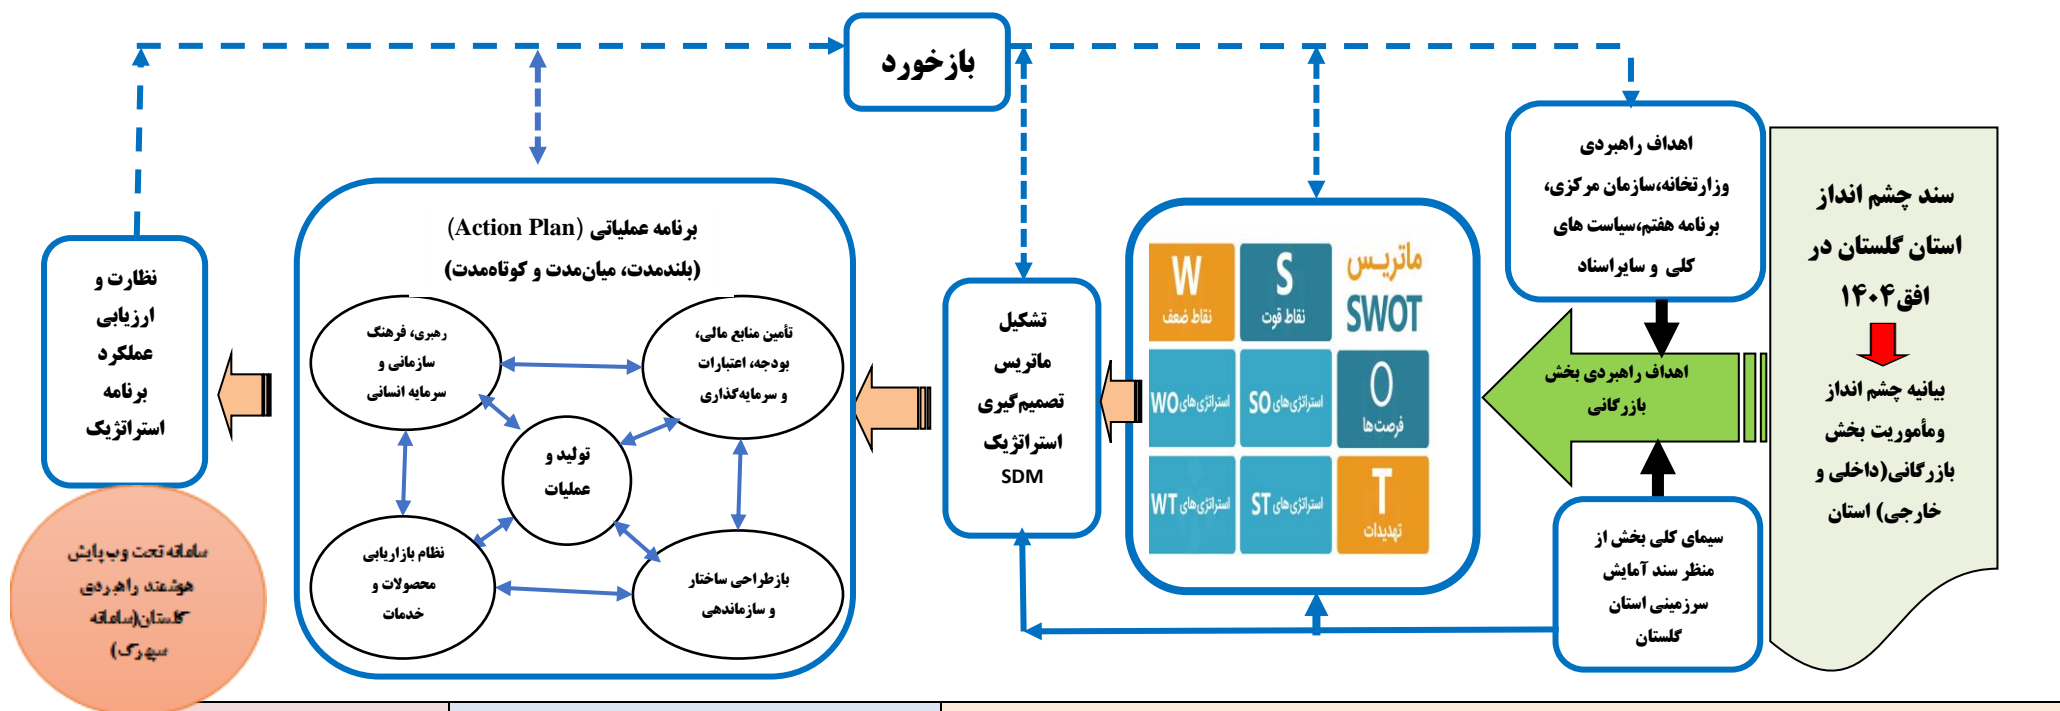 بازخورد
سند چشم انداز
استان گلستان در
افق۱۴۰۴
بیانیه چشم انداز
ومأموریت بخش
بازرگانی(داخلی و
خارجی) استان
اهداف راهبردی
وزارتخانه،سازمان مرکزی،
برنامه هفتم،سیاست های
کلی و سایراسناد
اهداف راهبردی بخش
بازرگانی
سیمای کلی بخش از
منظر سند آمایش
سرزمینی استان
گلستان
ماتریس
SWOT
S
نقاط قوت
W
نقاط ضعف
O
فرصت‌ها
استراتژی‌های SO
استراتژی‌های WO
T
تهدیدات
استراتژی‌های ST
استراتژی‌های WT
تشکیل
ماتریس
تصمیم‌گیری
استراتژیک
SDM
برنامه عملیاتی (Action Plan)
(بلندمدت، میان‌مدت و کوتاه‌مدت)
تأمین منابع مالی،
بودجه، اعتبارات
و سرمایه‌گذاری
رهبری، فرهنگ
سازمانی و
سرمایه انسانی
تولید و
عملیات
بازطراحی ساختار
و سازماندهی
نظام بازاریابی
محصولات و
خدمات
نظارت و
ارزیابی
عملکرد
برنامه
استراتژیک
سامانه تحت وب پایش
هوشمند راهبردی
گلستان(سامانه
سپهرک)